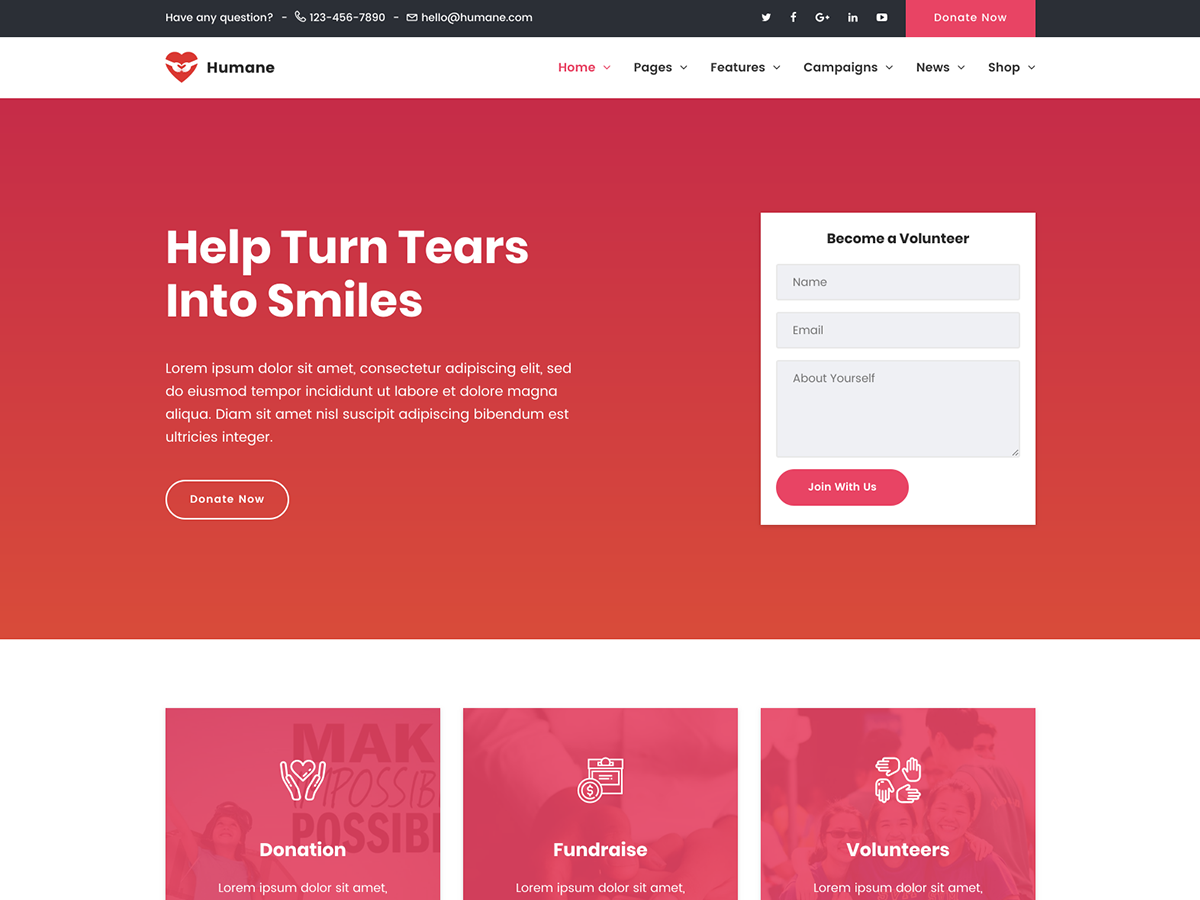 Have any question? - 123-456-7890 - hello@humane.com
Donate Now
Humane
Home Pages Features Campaigns News Shop
Help Turn Tears
Into Smiles
Lorem ipsum dolor sit amet, consectetur adipiscing elit, sed
do eiusmod tempor incididunt ut labore et dolore magna
aliqua. Diam sit amet nisl suscipit adipiscing bibendum est
ultricies integer.
Donate Now
Become a Volunteer
Name
Email
About Yourself
Join With Us
MAK
POSSIB
Donation
Lorem ipsum dolor sit amet,
Fundraise
Lorem ipsum dolor sit amet,
Volunteers
Lorem ipsum dolor sit amet,